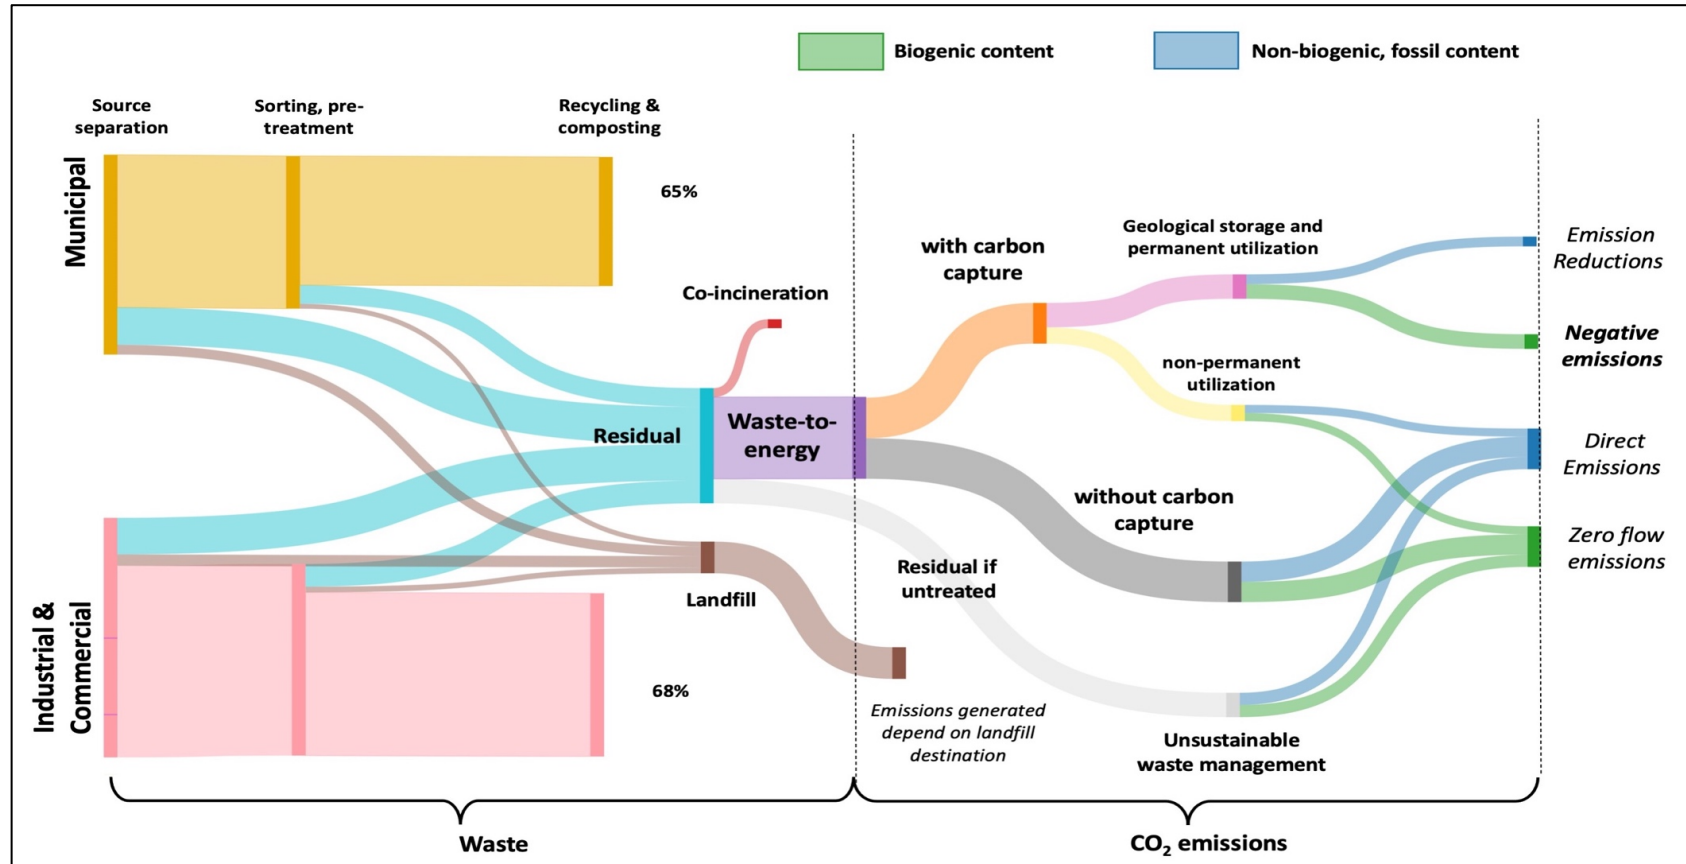 Biogenic content
Non-biogenic, fossil content
Source
separation
Sorting, pre-
treatment
Recycling &
composting
Municipal
65%
Co-incineration
Residual
Waste-to-
energy
Industrial &
Commercial
Landfill
68%
with carbon
capture
Geological storage and
permanent utilization
non-permanent
utilization
without carbon
capture
Residual if
untreated
Emissions generated
depend on landfill
destination
Unsustainable
waste management
Emission
Reductions
Negative
emissions
Direct
Emissions
Zero flow
emissions
Waste
CO₂ emissions